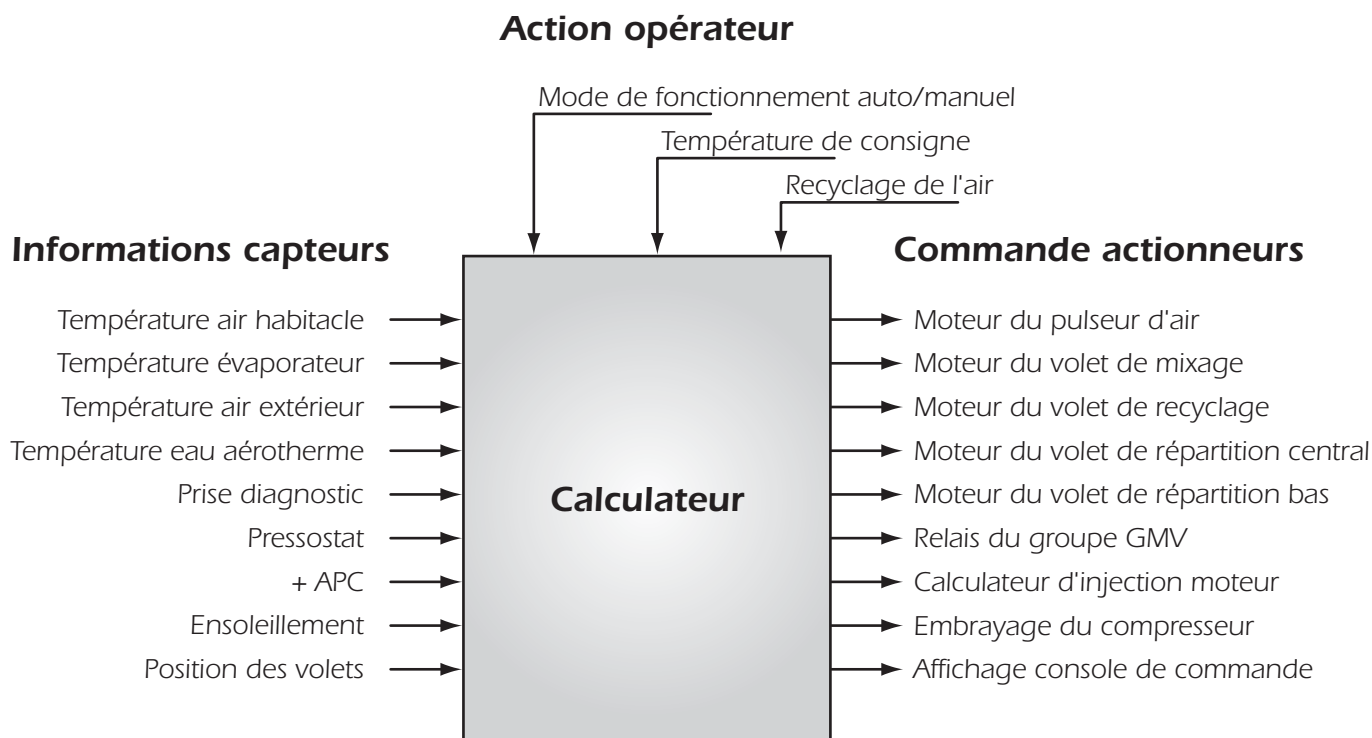 Action opérateur
Mode de fonctionnement auto/manuel
Température de consigne
Recyclage de l'air
Informations capteurs
Température air habitacle
Température évaporateur
Température air extérieur
Température eau aérotherme
Prise diagnostic
Pressostat
+ APC
Ensoleillement
Position des volets
Calculateur
Commande actionneurs
Moteur du pulseur d'air
Moteur du volet de mixage
Moteur du volet de recyclage
Moteur du volet de répartition central
Moteur du volet de répartition bas
Relais du groupe GMV
Calculateur d'injection moteur
Embrayage du compresseur
Affichage console de commande